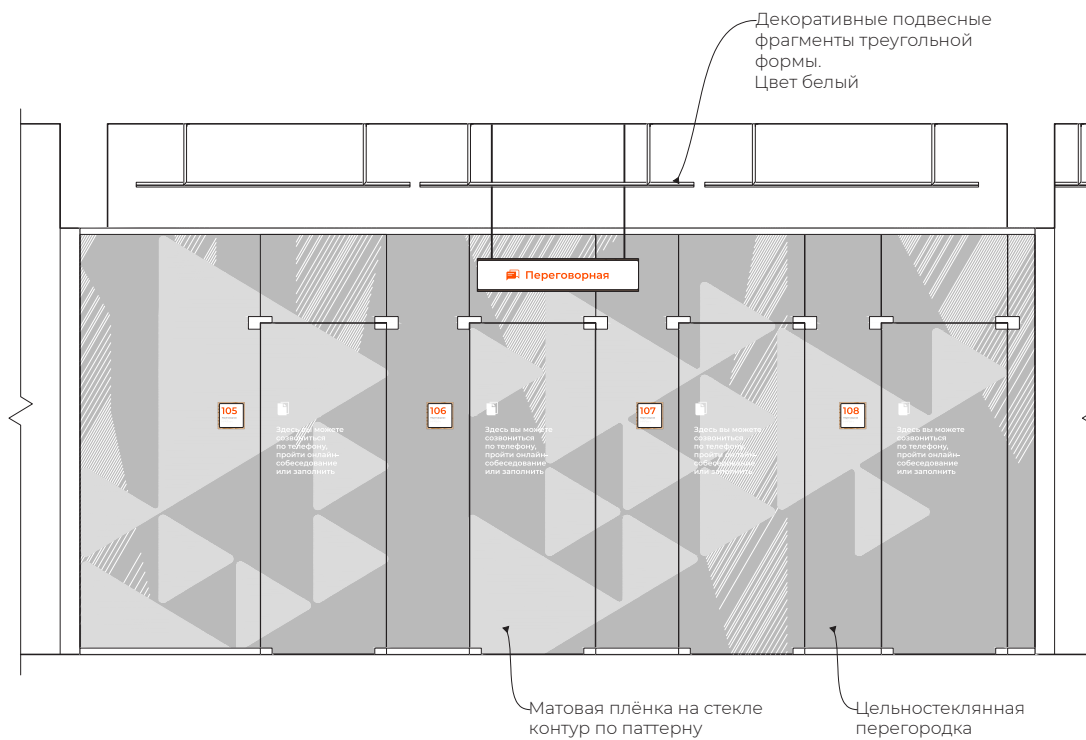 Декоративные подвесные
фрагменты треугольной
формы.
Цвет белый
Переговорная
105
106
107
108
Здесь вы можете
созвониться
по телефону,
пройти онлайн-
собеседование
или заполнить
Здесь вы можете
созвониться
по телефону,
пройти онлайн-
собеседование
или заполнить
Здесь вы можете
созвониться
по телефону,
пройти онлайн-
собеседование
или заполнить
Здесь вы можете
созвониться
по телефону,
пройти онлайн-
собеседование
или заполнить
Матовая плёнка на стекле
контур по паттерну
Цельностеклянная
перегородка